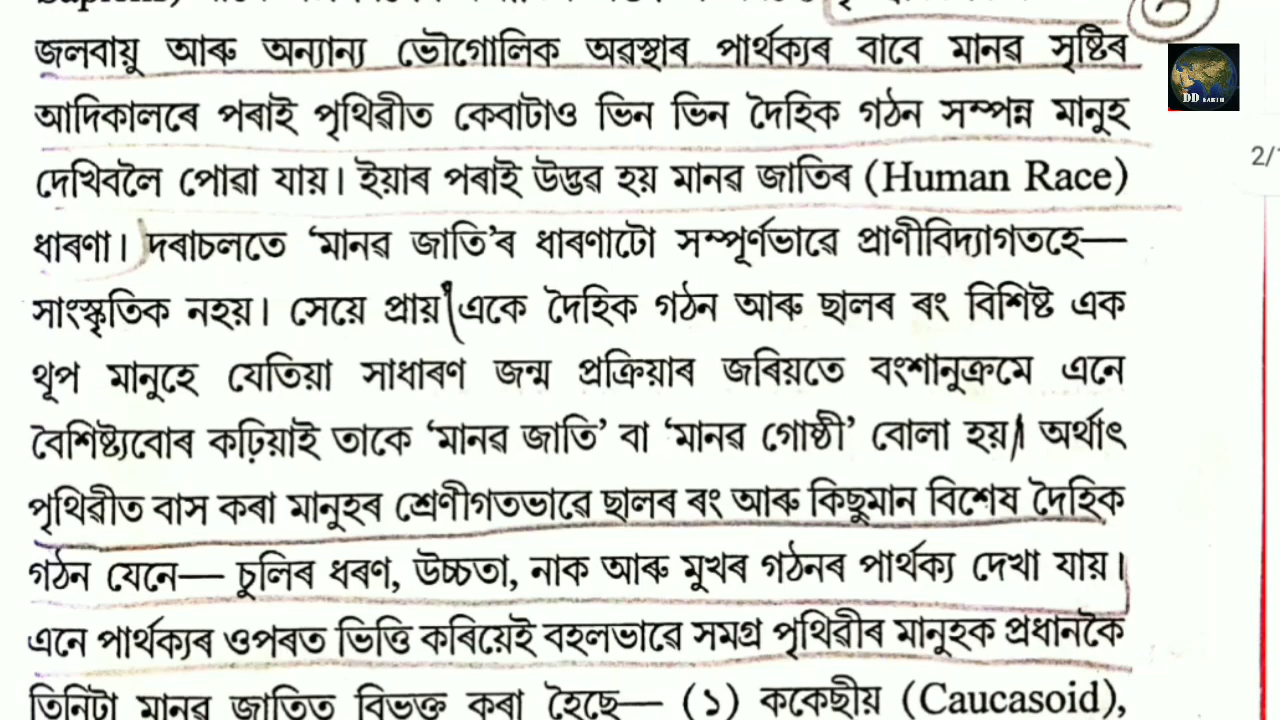 জলবায়ু আৰু অন্যান্য ভৌগোলিক অৱস্থাৰ পাৰ্থক্যৰ বাবে মানৱ সৃষ্টিৰ
আদিকালৰে পৰাই পৃথিৱীত কেবাটাও ভিন ভিন দৈহিক গঠন সম্পন্ন মানুহ
দেখিবলৈ পোৱা যায়। ইয়াৰ পৰাই উদ্ভৱ হয় মানৱ জাতিৰ (Human Race)
ধাৰণা। দৰাচলতে ‘মানৱ জাতি’ৰ ধাৰণাটো সম্পূৰ্ণভাৱে প্ৰাণীবিদ্যাগতহে—
সাংস্কৃতিক নহয়। সেয়ে প্ৰায় একে দৈহিক গঠন আৰু ছালৰ ৰং বিশিষ্ট এক
থূপ মানুহে যেতিয়া সাধাৰণ জন্ম প্ৰক্ৰিয়াৰ জৰিয়তে বংশানুক্ৰমে এনে
বৈশিষ্ট্যবোৰ কঢ়িয়াই তাকে ‘মানৱ জাতি’ বা ‘মানৱ গোষ্ঠী’ বোলা হয়। অৰ্থাৎ
পৃথিৱীত বাস কৰা মানুহৰ শ্ৰেণীগতভাৱে ছালৰ ৰং আৰু কিছুমান বিশেষ দৈহিক
গঠন যেনে— চুলিৰ ধৰণ, উচ্চতা, নাক আৰু মুখৰ গঠনৰ পাৰ্থক্য দেখা যায়।
এনে পাৰ্থক্যৰ ওপৰত ভিত্তি কৰিয়েই বহলভাৱে সমগ্ৰ পৃথিৱীৰ মানুহক প্ৰধানকৈ
তিনিটা মানৱ জাতিত বিভক্ত কৰা হৈছে— (১) ককেছীয় (Caucasoid),
DD EARTH
2/